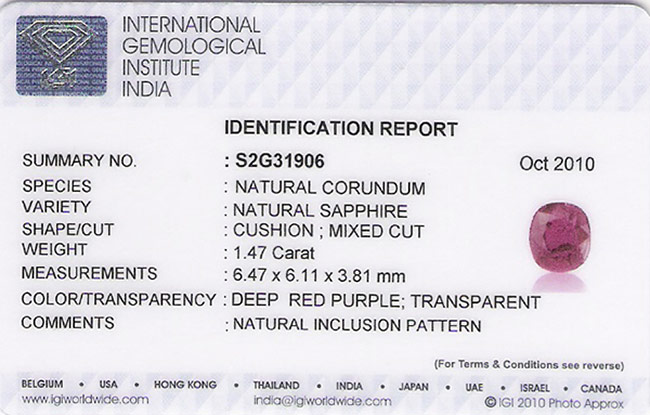 INTERNATIONAL
GEMOLOGICAL
INSTITUTE
INDIA
IDENTIFICATION REPORT
SUMMARY NO. : S2G31906 Oct 2010
SPECIES : NATURAL CORUNDUM
VARIETY : NATURAL SAPPHIRE
SHAPE/CUT : CUSHION ; MIXED CUT
WEIGHT : 1.47 Carat
MEASUREMENTS : 6.47 x 6.11 x 3.81 mm
COLOR/TRANSPARENCY : DEEP RED PURPLE; TRANSPARENT
COMMENTS : NATURAL INCLUSION PATTERN
(For Terms & Conditions see reverse)
BELGIUM • USA • HONG KONG • THAILAND • INDIA • JAPAN • UAE • ISRAEL • CANADA
www.igiworldwide.com india@igiworldwide.com © IGI 2010 Photo Approx